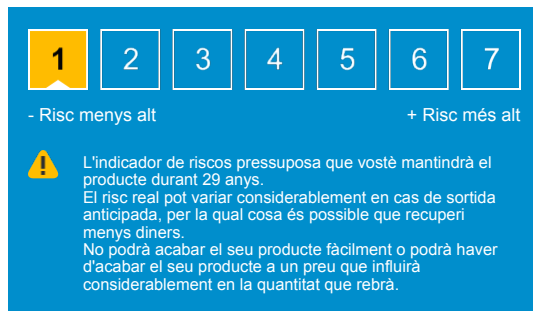 1 2 3 4 5 6 7
- Risc menys alt + Risc més alt
L'indicador de riscos pressuposa que vostè mantindrà el
producte durant 29 anys.
El risc real pot variar considerablement en cas de sortida
anticipada, per la qual cosa és possible que recuperi
menys diners.
No podrà acabar el seu producte fàcilment o podrà haver
d'acabar el seu producte a un preu que influirà
considerablement en la quantitat que rebrà.